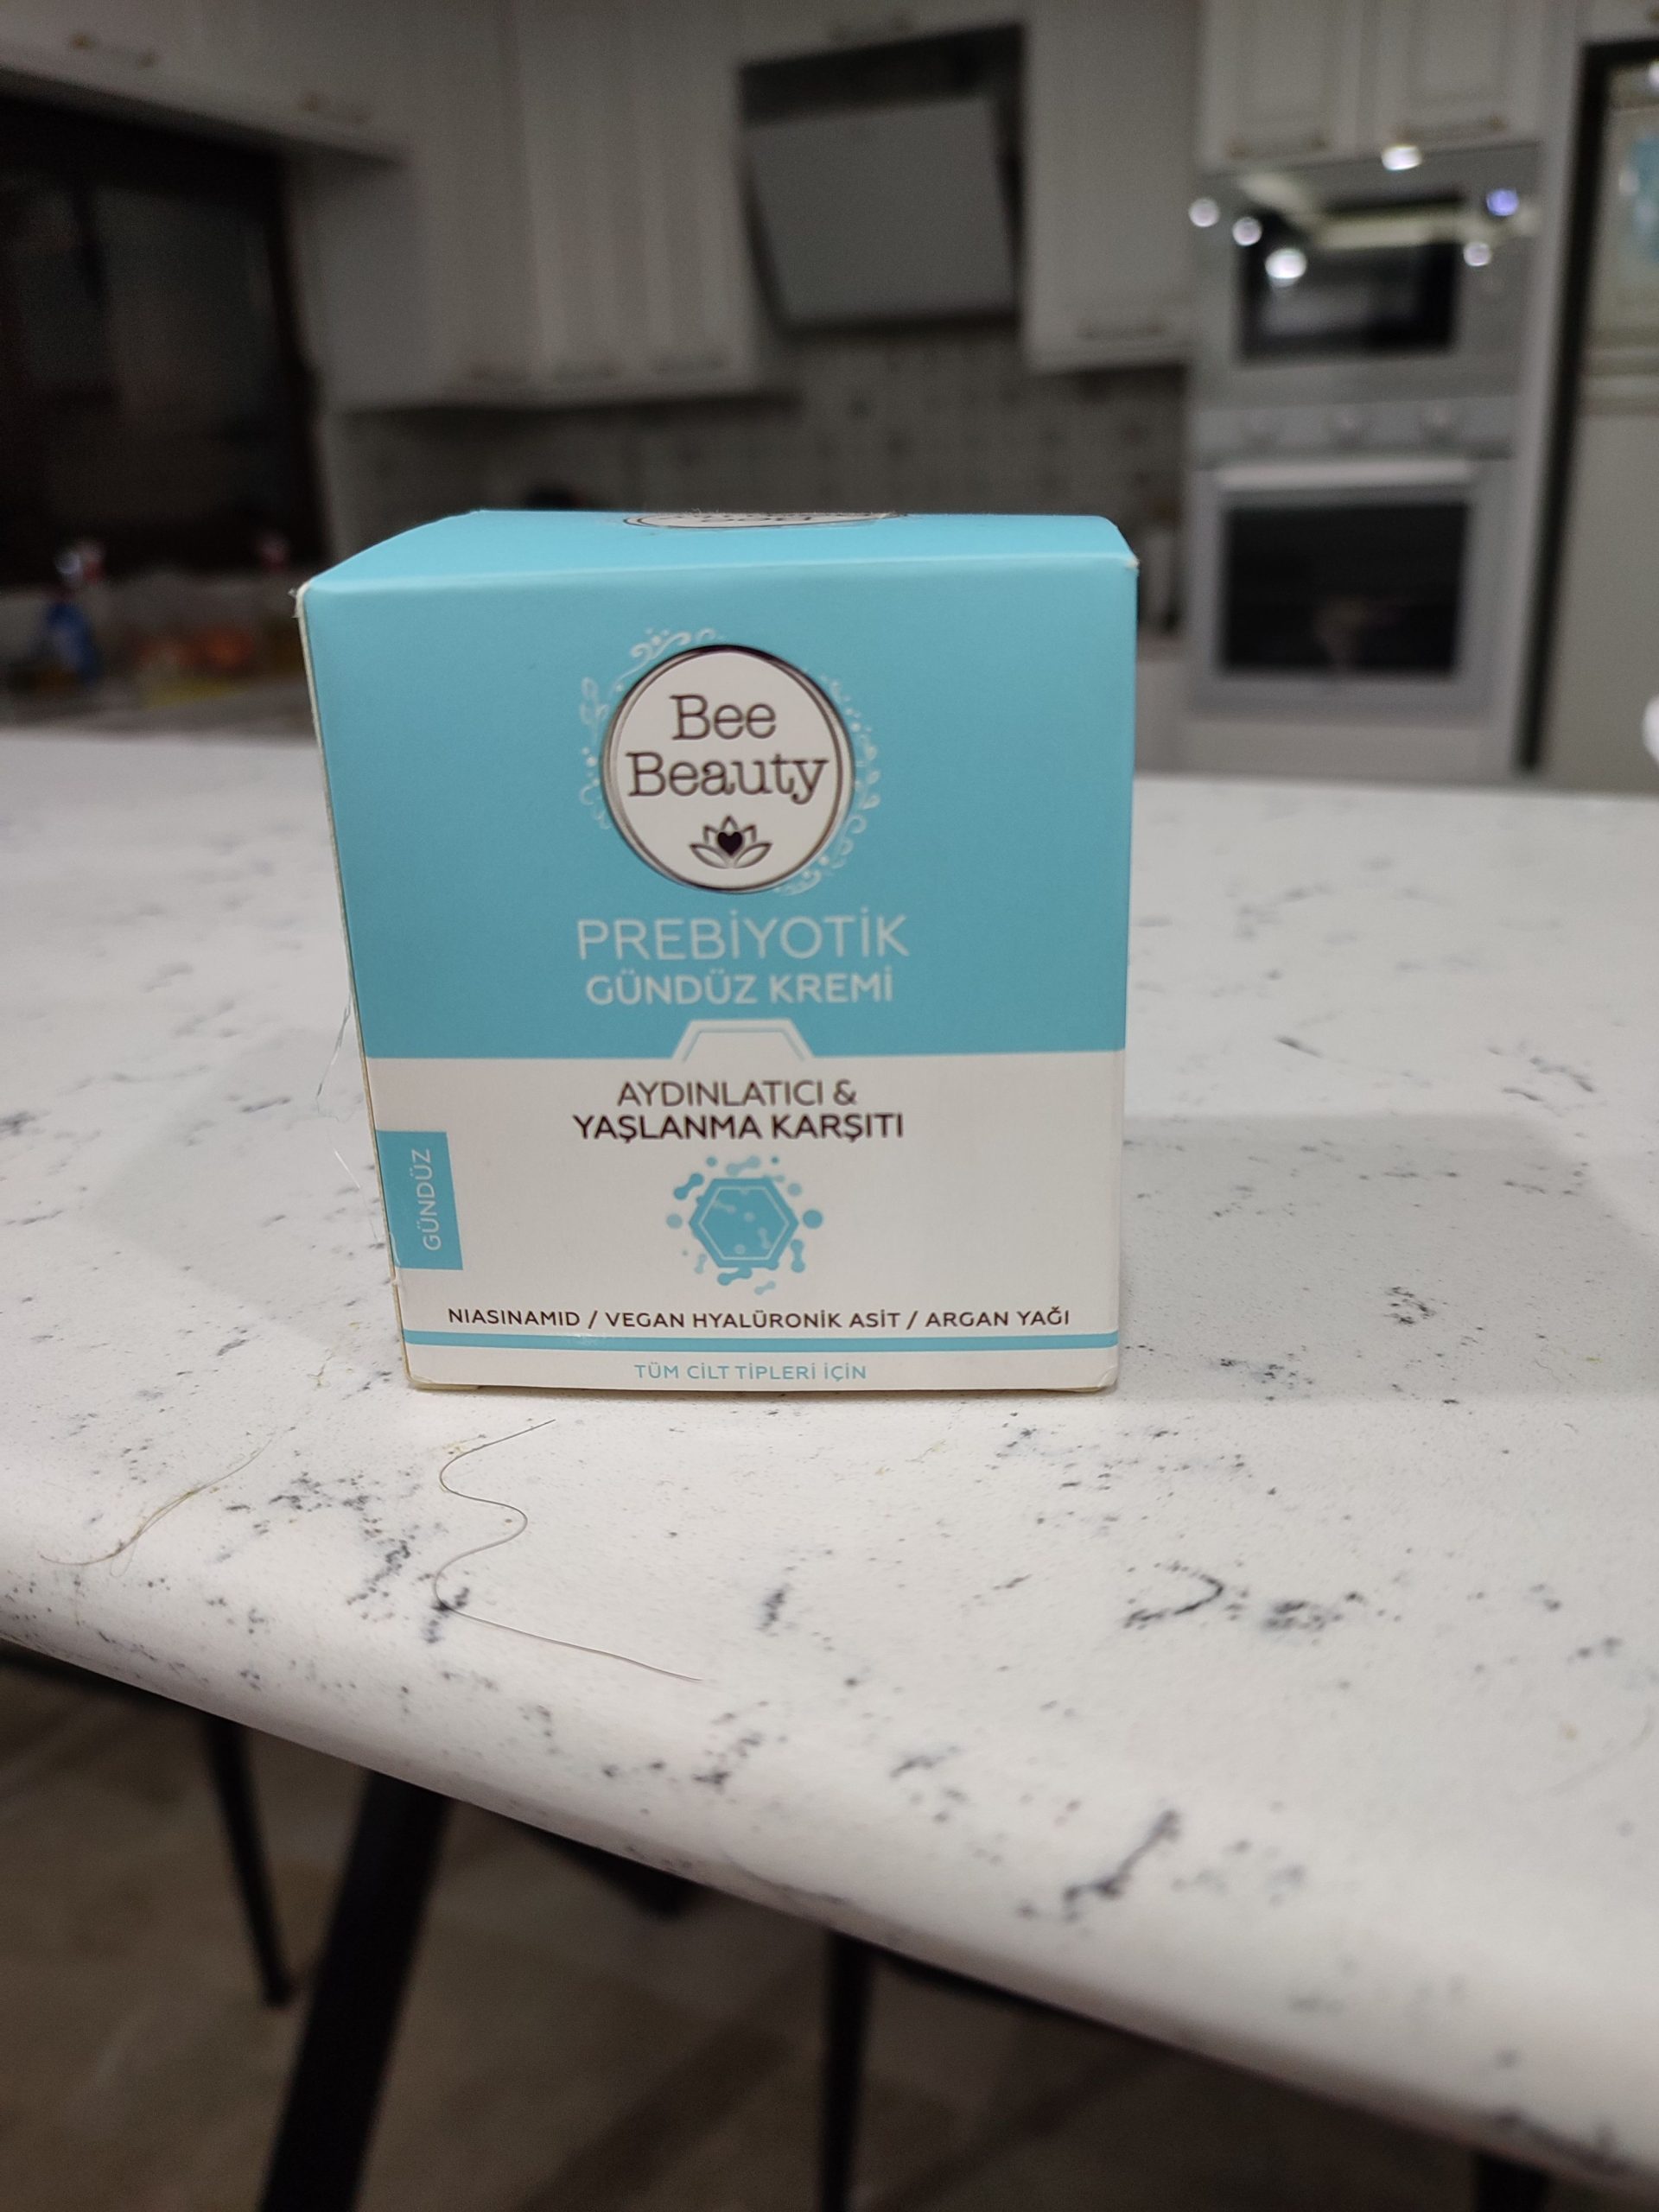 Bee
Beauty
PREBİYOTİK
GÜNDÜZ KREMİ
AYDINLATICI &
YAŞLANMA KARŞITI
GÜNDÜZ
NIASINAMID / VEGAN HYALÜRONİK ASİT / ARGAN YAĞI
TÜM CİLT TİPLERİ İÇİN